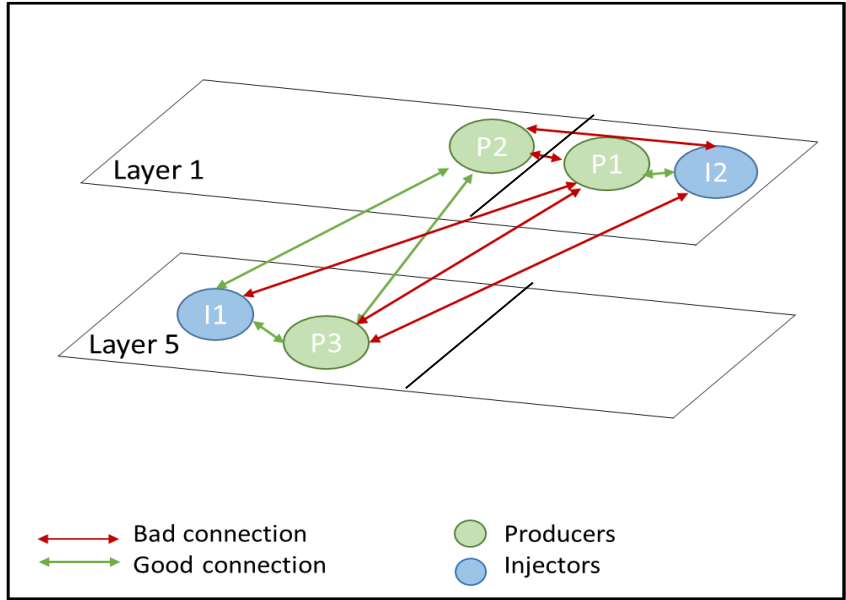 P2
P1
I2
Layer 1
I1
P3
Layer 5
Bad connection
Good connection
Producers
Injectors